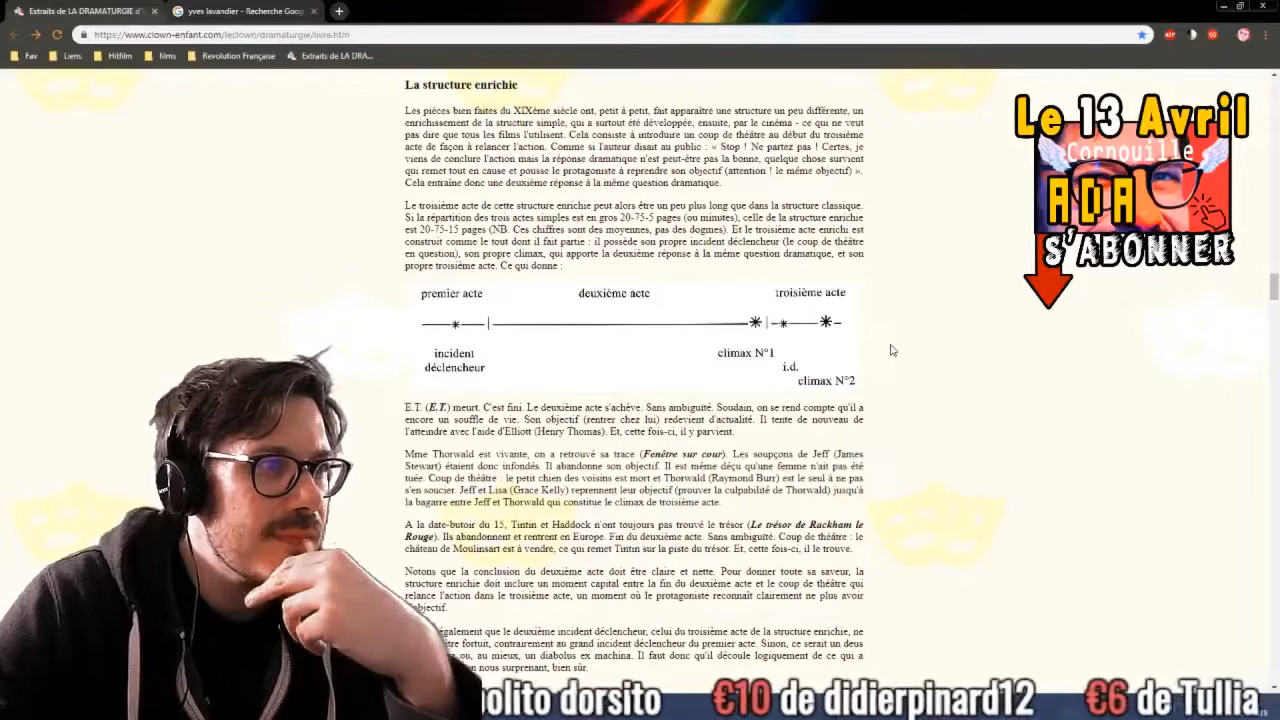 Extraits de LA DRAMATURGIE d'
yves lavandier - Recherche Goog
https://www.clown-enfant.com/leclown/dramaturgie/livre.htm
Fav
Liens
Hitfilm
films
Revolution Française
Extraits de LA DRA...
La structure enrichie
Les pièces bien faites du XIXème siècle ont, petit à petit, fait apparaître une structure un peu différente, un
enrichissement de la structure simple, qui a surtout été développée, ensuite, par le cinéma - ce qui ne veut
pas dire que tous les films l'utilisent. Cela consiste à introduire un coup de théâtre au début du troisième
acte de façon à relancer l'action. Comme si l'auteur disait au public : « Stop ! Ne partez pas ! Certes, je
viens de conclure l'action mais la réponse dramatique n'est peut-être pas la bonne, quelque chose survient
qui remet tout en cause et pousse le protagoniste à reprendre son objectif (attention ! le même objectif) ».
Cela entraîne donc une deuxième réponse à la même question dramatique.
Le troisième acte de cette structure enrichie peut alors être un peu plus long que dans la structure classique.
Si la répartition des trois actes simples est en gros 20-75-5 pages (ou minutes), celle de la structure enrichie
est 20-75-15 pages (NB. Ces chiffres sont des moyennes, pas des dogmes). Et le troisième acte enrichi est
construit comme le tout dont il fait partie : il possède son propre incident déclencheur (le coup de théâtre
en question), son propre climax, qui apporte la deuxième réponse à la même question dramatique, et son
propre troisième acte. Ce qui donne :
premier acte
deuxième acte
troisième acte
incident
déclencheur
climax N°1
i.d.
climax N°2
E.T. (E.T.) meurt. C'est fini. Le deuxième acte s'achève. Sans ambiguïté. Soudain, on se rend compte qu'il a
encore un souffle de vie. Son objectif (rentrer chez lui) redevient d'actualité. Il tente de nouveau de
l'atteindre avec l'aide d'Elliott (Henry Thomas). Et, cette fois-ci, il y parvient.
Mme Thorwald est vivante, on a retrouvé sa trace (Fenêtre sur cour). Les soupçons de Jeff (James
Stewart) étaient donc infondés. Il abandonne son objectif. Il est même déçu qu'une femme n'ait pas été
tuée. Coup de théâtre : le petit chien des voisins est mort et Thorwald (Raymond Burr) est le seul à ne pas
s'en soucier. Jeff et Lisa (Grace Kelly) reprennent leur objectif (prouver la culpabilité de Thorwald) jusqu'à
la bagarre entre Jeff et Thorwald qui constitue le climax de troisième acte.
A la date-butoir du 15, Tintin et Haddock n'ont toujours pas trouvé le trésor (Le trésor de Rackham le
Rouge). Ils abandonnent et rentrent en Europe. Fin du deuxième acte. Sans ambiguïté. Coup de théâtre : le
château de Moulinsart est à vendre, ce qui remet Tintin sur la piste du trésor. Et, cette fois-ci, il le trouve.
Notons que la conclusion du deuxième acte doit être claire et nette. Pour donner toute sa saveur, la
structure enrichie doit inclure un moment capital entre la fin du deuxième acte et le coup de théâtre qui
relance l'action dans le troisième acte, un moment où le protagoniste reconnaît clairement ne plus avoir
objectif.
également que le deuxième incident déclencheur, celui du troisième acte de la structure enrichie, ne
être fortuit, contrairement au grand incident déclencheur du premier acte. Sinon, ce serait un deus
ou, au mieux, un diabolus ex machina. Il faut donc qu'il découle logiquement de ce qui a
en nous surprenant, bien sûr.
Le 13 Avril
Cornouille
ADA
S'ABONNER
polito dorsito €10 de didierpinard12 €6 de Tullia